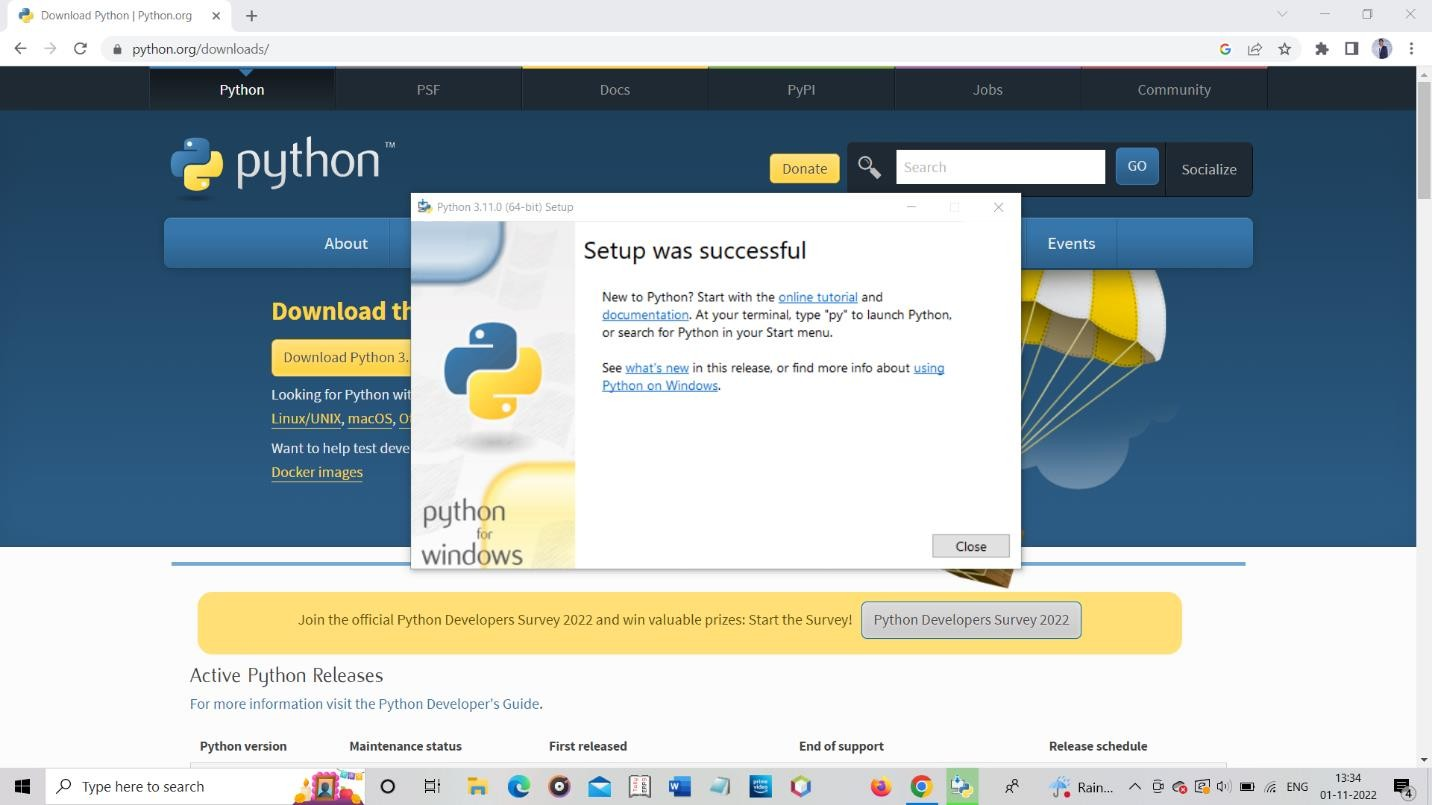 Download Python | Python.org
python.org/downloads/
Python
PSF
Docs
PyPI
Jobs
Community
python™
Donate
Search
GO
Socialize
About
Events
Python 3.11.0 (64-bit) Setup
Setup was successful
New to Python? Start with the online tutorial and
documentation. At your terminal, type "py" to launch Python,
or search for Python in your Start menu.
See what's new in this release, or find more info about using
Python on Windows.
python
for
windows
Close
Download th
Download Python 3.
Looking for Python wit
Linux/UNIX, macOS, Ot
Want to help test deve
Docker images
Join the official Python Developers Survey 2022 and win valuable prizes: Start the Survey!
Python Developers Survey 2022
Active Python Releases
For more information visit the Python Developer's Guide.
Python version
Maintenance status
First released
End of support
Release schedule
Type here to search
Rain...
ENG
13:34
01-11-2022
4